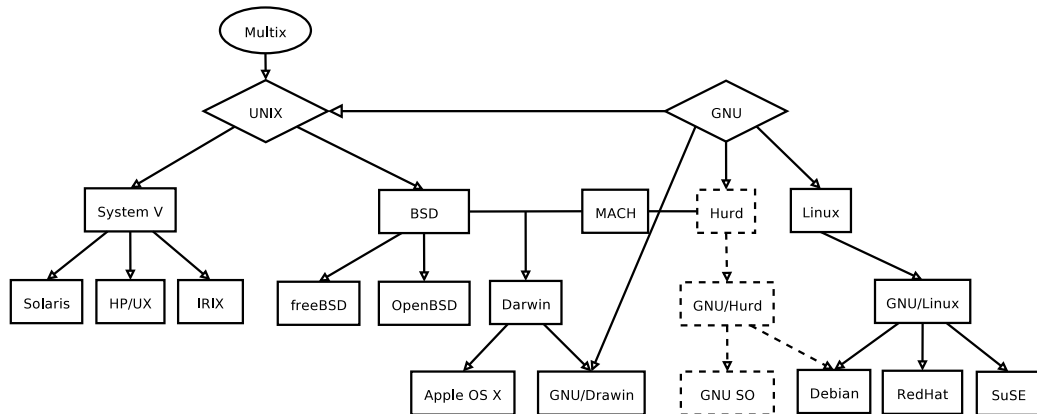 Multix
UNIX
GNU
System V
BSD
MACH
Hurd
Linux
Solaris
HP/UX
IRIX
freeBSD
OpenBSD
Darwin
GNU/Hurd
GNU/Linux
Apple OS X
GNU/Drawin
GNU SO
Debian
RedHat
SuSE